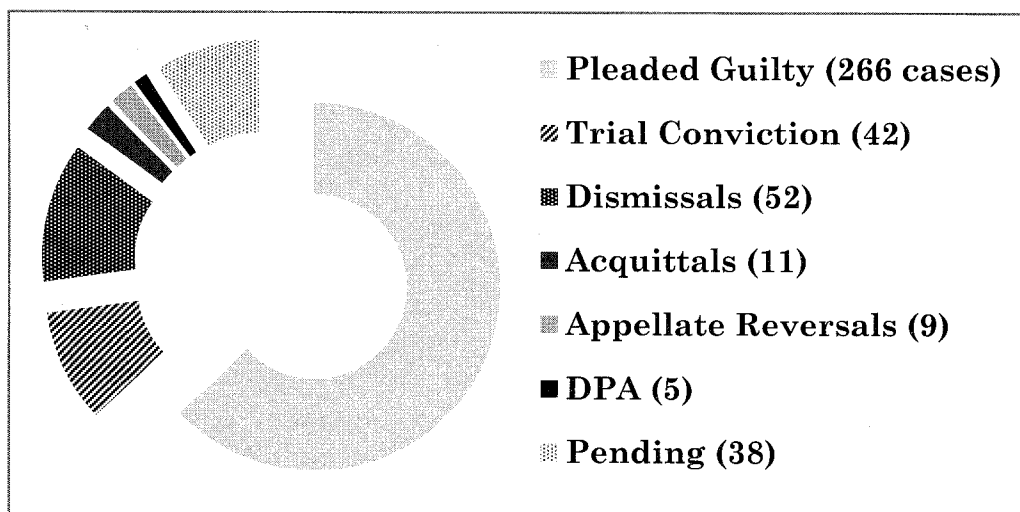 Pleaded Guilty (266 cases)
Trial Conviction (42)
Dismissals (52)
Acquittals (11)
Appellate Reversals (9)
DPA (5)
Pending (38)